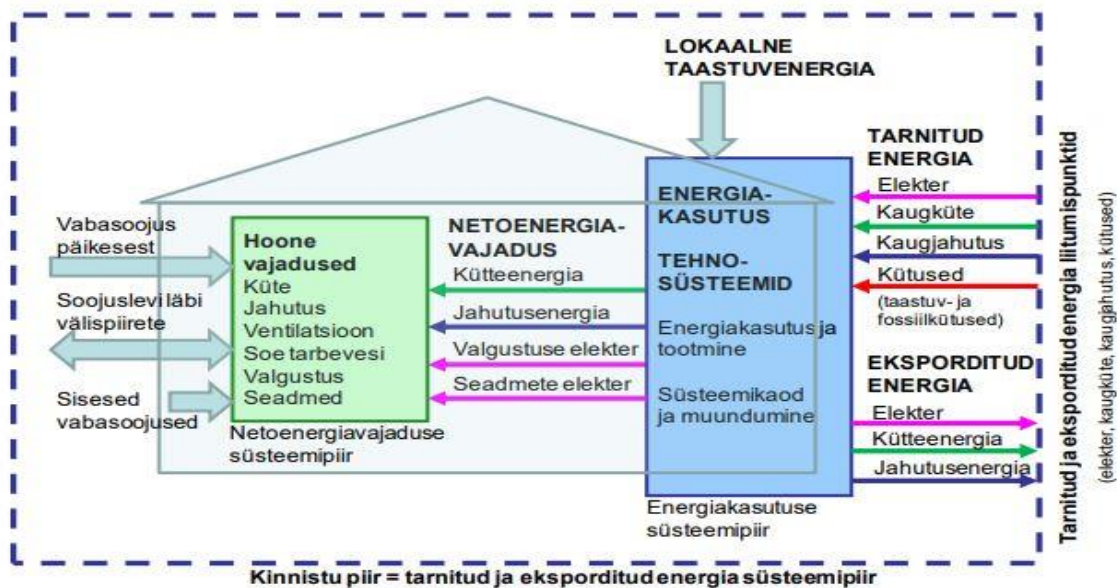 LOKAALNE
TAASTUVENERGIA
TARNITUD
ENERGIA
Elekter
Kaugküte
Kaugjahutus
Kütused
(taastuv- ja
fossiilkütused)
EKSPORDITUD
ENERGIA
Elekter
Kütteenergia
Jahutusenergia
ENERGIA-
KASUTUS
TEHNO-
SÜSTEEMID
Energiakasutus ja
tootmine
Süsteemikaod
ja muundumine
Energiakasutuse
süsteemipiir
NETOENERGIA-
VAJADUS
Kütteenergia
Jahutusenergia
Valgustuse elekter
Seadmete elekter
Hoone
vajadused
Küte
Jahutus
Ventilatsioon
Soe tarbevesi
Valgustus
Seadmed
Netoenergiavajaduse
süsteemipiir
Vabasoojus
päikesest
Soojuslevi läbi
välispiirete
Sisesed
vabasoojused
Tarnitud ja eksporditud energia liitumispunktid
(elekter, kaugküte, kaugjahutus, kütused)
Kinnistu piir = tarnitud ja eksporditud energia süsteemipiir